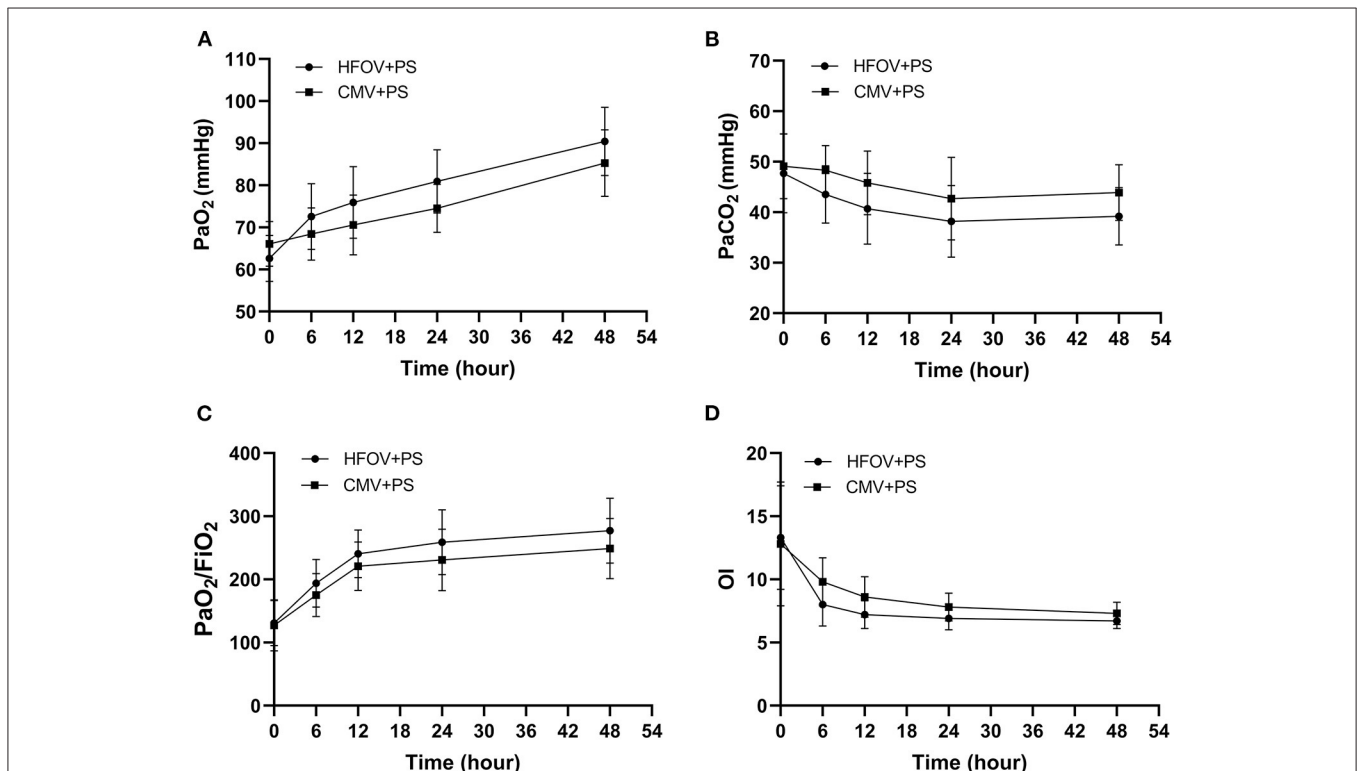 A
HFOV+PS
CMV+PS
PaO2 (mmHg)
110
100
90
80
70
60
50
0 6 12 18 24 30 36 42 48 54
Time (hour)
B
HFOV+PS
CMV+PS
PaCO2 (mmHg)
70
60
50
40
30
20
0 6 12 18 24 30 36 42 48 54
Time (hour)
C
HFOV+PS
CMV+PS
PaO2/FiO2
400
300
200
100
0
0 6 12 18 24 30 36 42 48 54
Time (hour)
D
HFOV+PS
CMV+PS
OI
20
15
10
5
0
0 6 12 18 24 30 36 42 48 54
Time (hour)